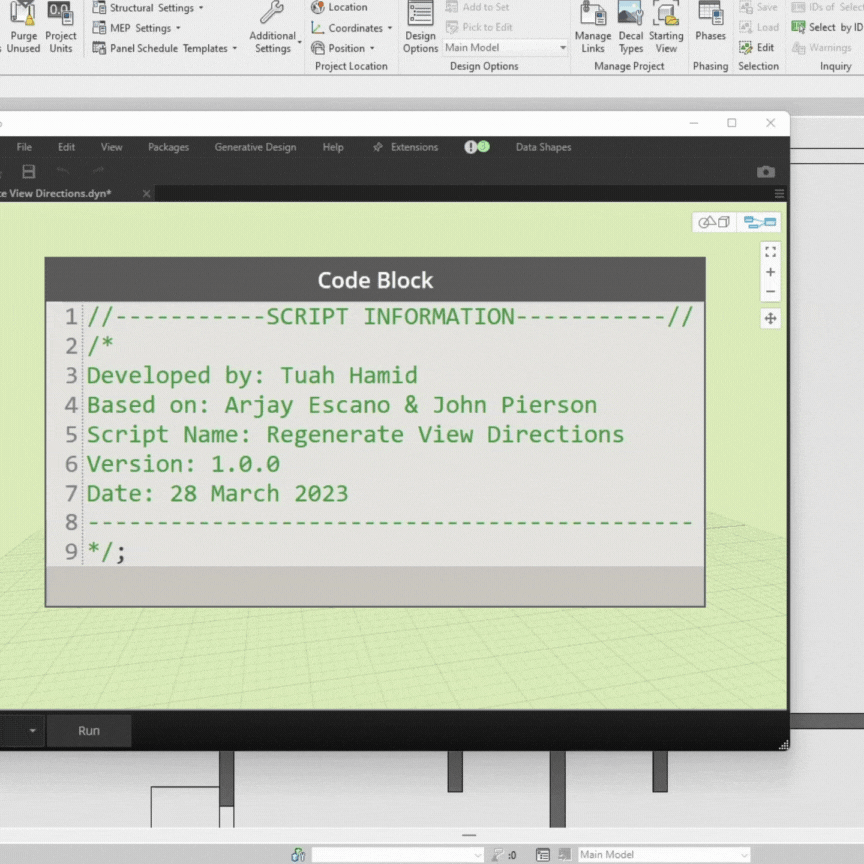 Structural Settings
Location
Add to Set
Save
IDs of Selec
MEP Settings
Coordinates
Pick to Edit
Load
Select by ID
Purge Unused
Project Units
Panel Schedule Templates
Additional Settings
Position
Design Options
Main Model
Manage Links
Decal Types
Starting View
Phases
Edit
Warnings
Project Location
Design Options
Manage Project
Phasing
Selection
Inquiry
File Edit View Packages Generative Design Help Extensions ! 3 Data Shapes
te View Directions.dyn*
Code Block
1 //-----------SCRIPT INFORMATION-----------//
2 /*
3 Developed by: Tuah Hamid
4 Based on: Arjay Escano & John Pierson
5 Script Name: Regenerate View Directions
6 Version: 1.0.0
7 Date: 28 March 2023
8 --------------------------------------------
9 */;
Run
:0
Main Model